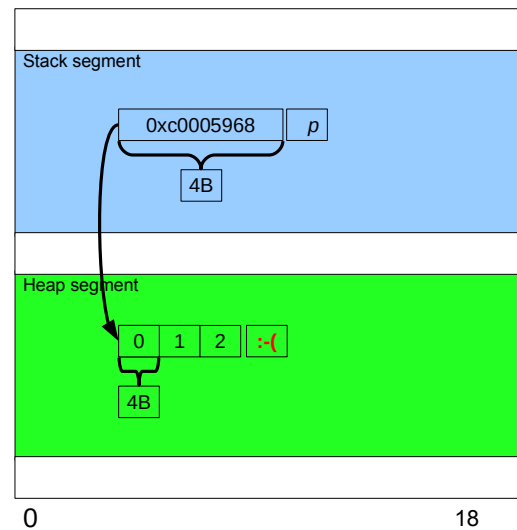 Stack segment
0xc0005968 p
4B
Heap segment
0 1 2 :-(
4B
0 18